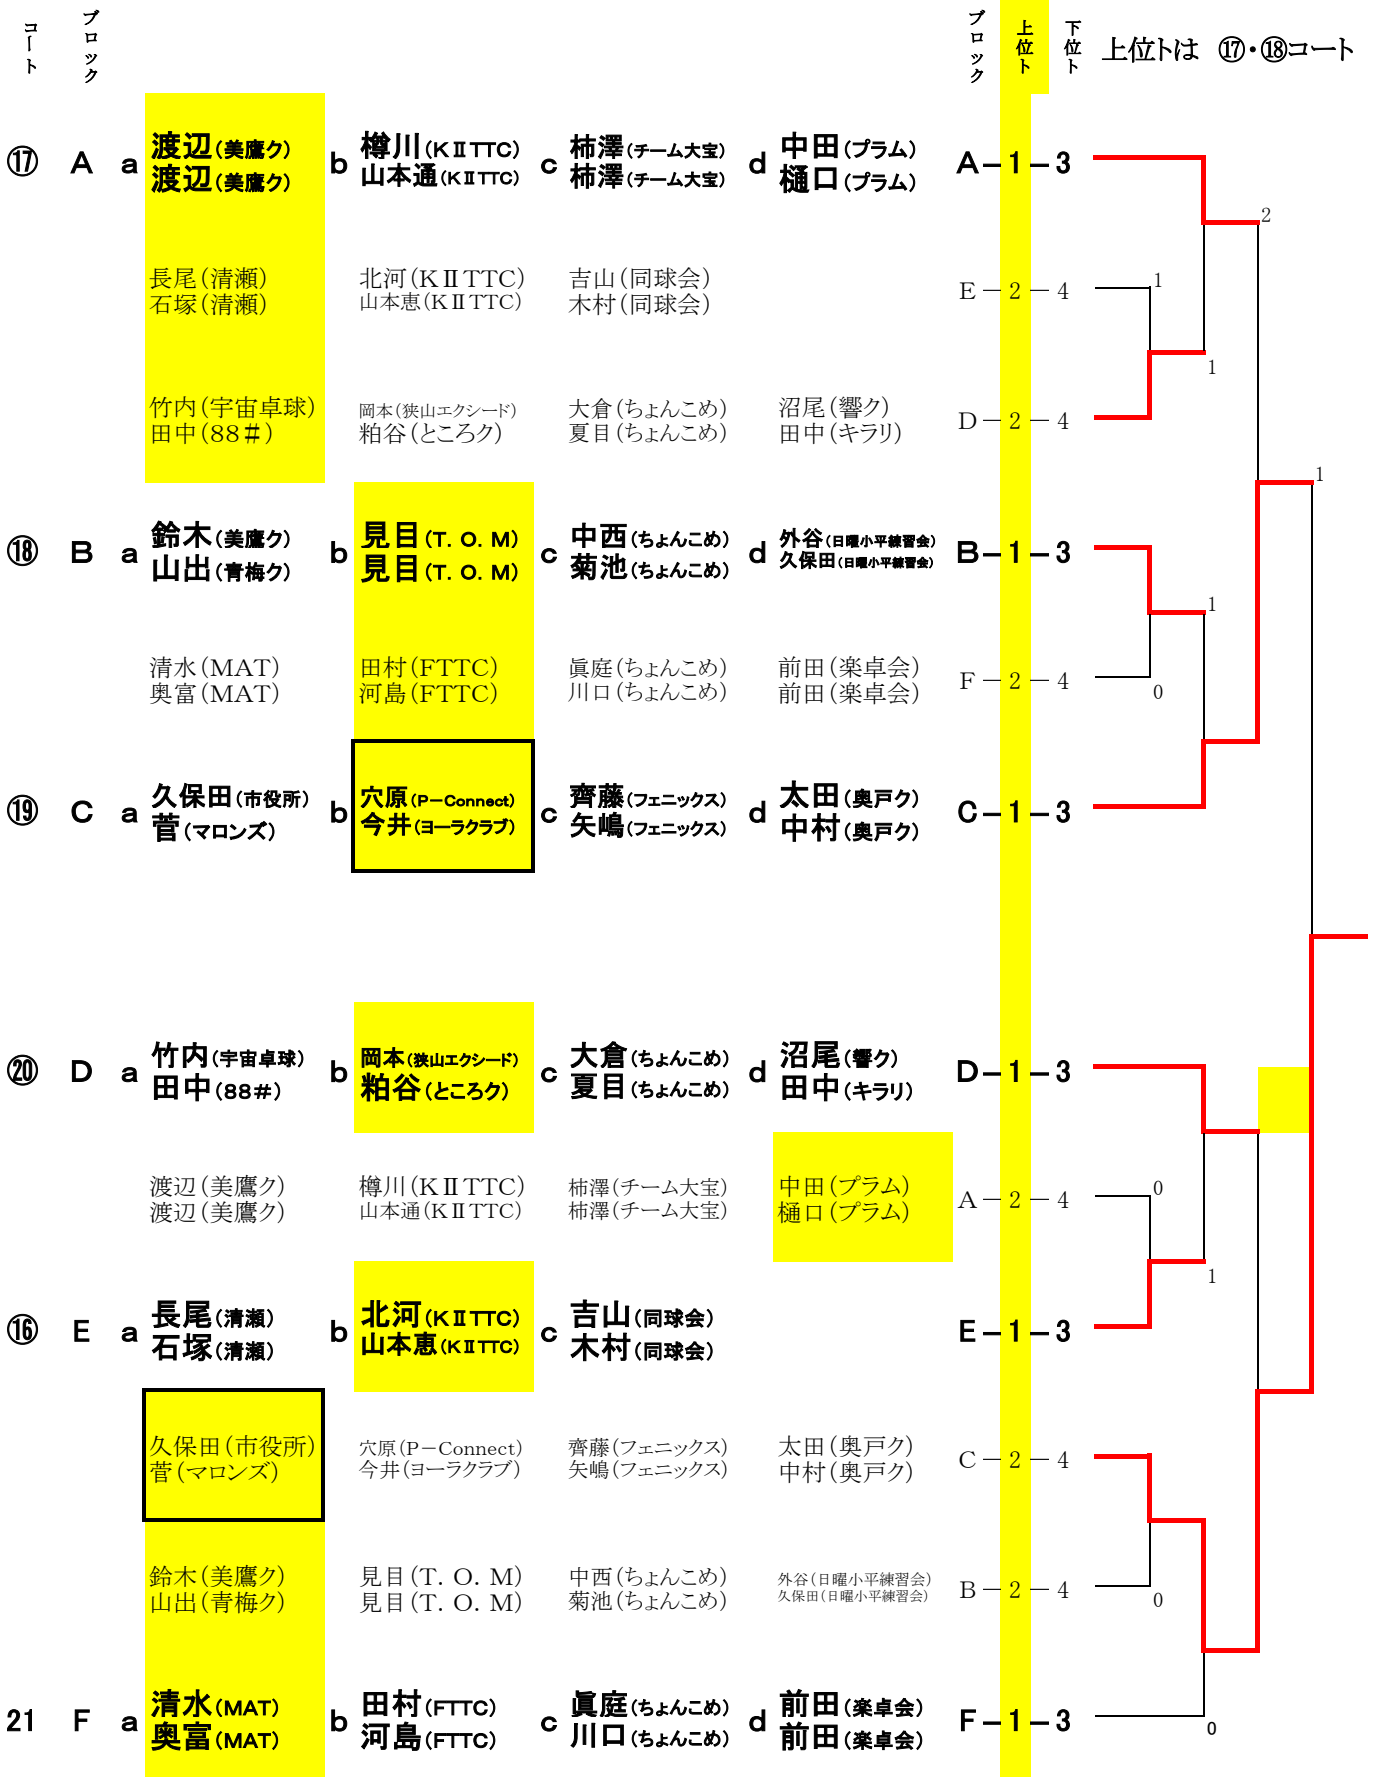 コート ブロック ブロック 上位ト 下位ト 上位トは ⑰・⑱コート
⑰ A a 渡辺(美鷹ク) b 樽川(KⅡTTC) c 柿澤(チーム大宝) d 中田(プラム) A－1－3
渡辺(美鷹ク) 山本通(KⅡTTC) 柿澤(チーム大宝) 樋口(プラム)
2
長尾(清瀬) 北河(KⅡTTC) 吉山(同球会) E－2－4 1
石塚(清瀬) 山本恵(KⅡTTC) 木村(同球会)
1
竹内(宇宙卓球) 岡本(狭山エクシード) 大倉(ちょんこめ) 沼尾(響ク) D－2－4
田中(88＃) 粕谷(ところク) 夏目(ちょんこめ) 田中(キラリ)
1
⑱ B a 鈴木(美鷹ク) b 見目(T．O．M) c 中西(ちょんこめ) d 外谷(日曜小平練習会) B－1－3
山出(青梅ク) 見目(T．O．M) 菊池(ちょんこめ) 久保田(日曜小平練習会)
1
清水(MAT) 田村(FTTC) 眞庭(ちょんこめ) 前田(楽卓会) F－2－4
奥富(MAT) 河島(FTTC) 川口(ちょんこめ) 前田(楽卓会) 0
⑲ C a 久保田(市役所) b 穴原(P－Connect) c 齊藤(フェニックス) d 太田(奥戸ク) C－1－3
菅(マロンズ) 今井(ヨーラクラブ) 矢嶋(フェニックス) 中村(奥戸ク)
⑳ D a 竹内(宇宙卓球) b 岡本(狭山エクシード) c 大倉(ちょんこめ) d 沼尾(響ク) D－1－3
田中(88＃) 粕谷(ところク) 夏目(ちょんこめ) 田中(キラリ)
渡辺(美鷹ク) 樽川(KⅡTTC) 柿澤(チーム大宝) 中田(プラム) A－2－4 0
渡辺(美鷹ク) 山本通(KⅡTTC) 柿澤(チーム大宝) 樋口(プラム)
1
⑯ E a 長尾(清瀬) b 北河(KⅡTTC) c 吉山(同球会) E－1－3
石塚(清瀬) 山本恵(KⅡTTC) 木村(同球会)
久保田(市役所) 穴原(P－Connect) 齊藤(フェニックス) 太田(奥戸ク) C－2－4
菅(マロンズ) 今井(ヨーラクラブ) 矢嶋(フェニックス) 中村(奥戸ク)
鈴木(美鷹ク) 見目(T．O．M) 中西(ちょんこめ) 外谷(日曜小平練習会) B－2－4
山出(青梅ク) 見目(T．O．M) 菊池(ちょんこめ) 久保田(日曜小平練習会) 0
21 F a 清水(MAT) b 田村(FTTC) c 眞庭(ちょんこめ) d 前田(楽卓会) F－1－3
奥富(MAT) 河島(FTTC) 川口(ちょんこめ) 前田(楽卓会) 0